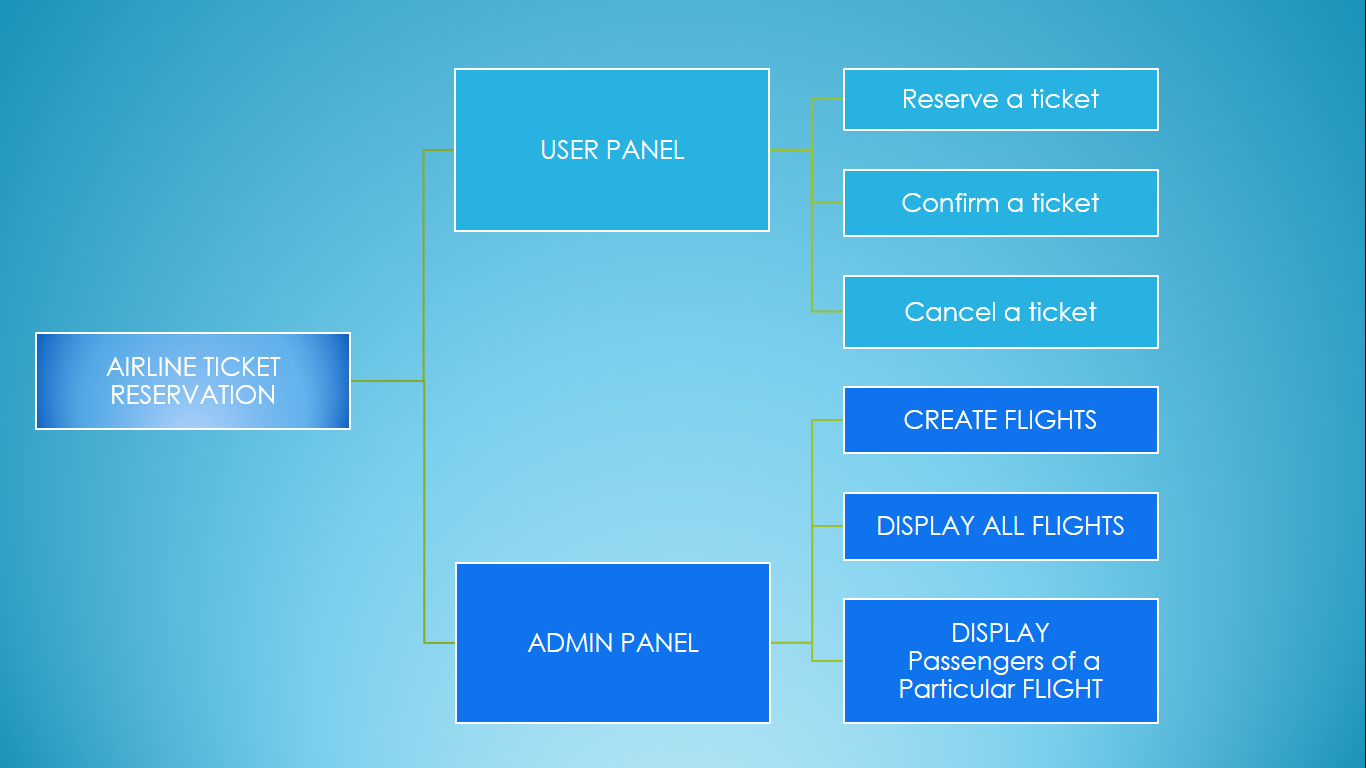 AIRLINE TICKET
RESERVATION
USER PANEL
Reserve a ticket
Confirm a ticket
Cancel a ticket
ADMIN PANEL
CREATE FLIGHTS
DISPLAY ALL FLIGHTS
DISPLAY
Passengers of a
Particular FLIGHT